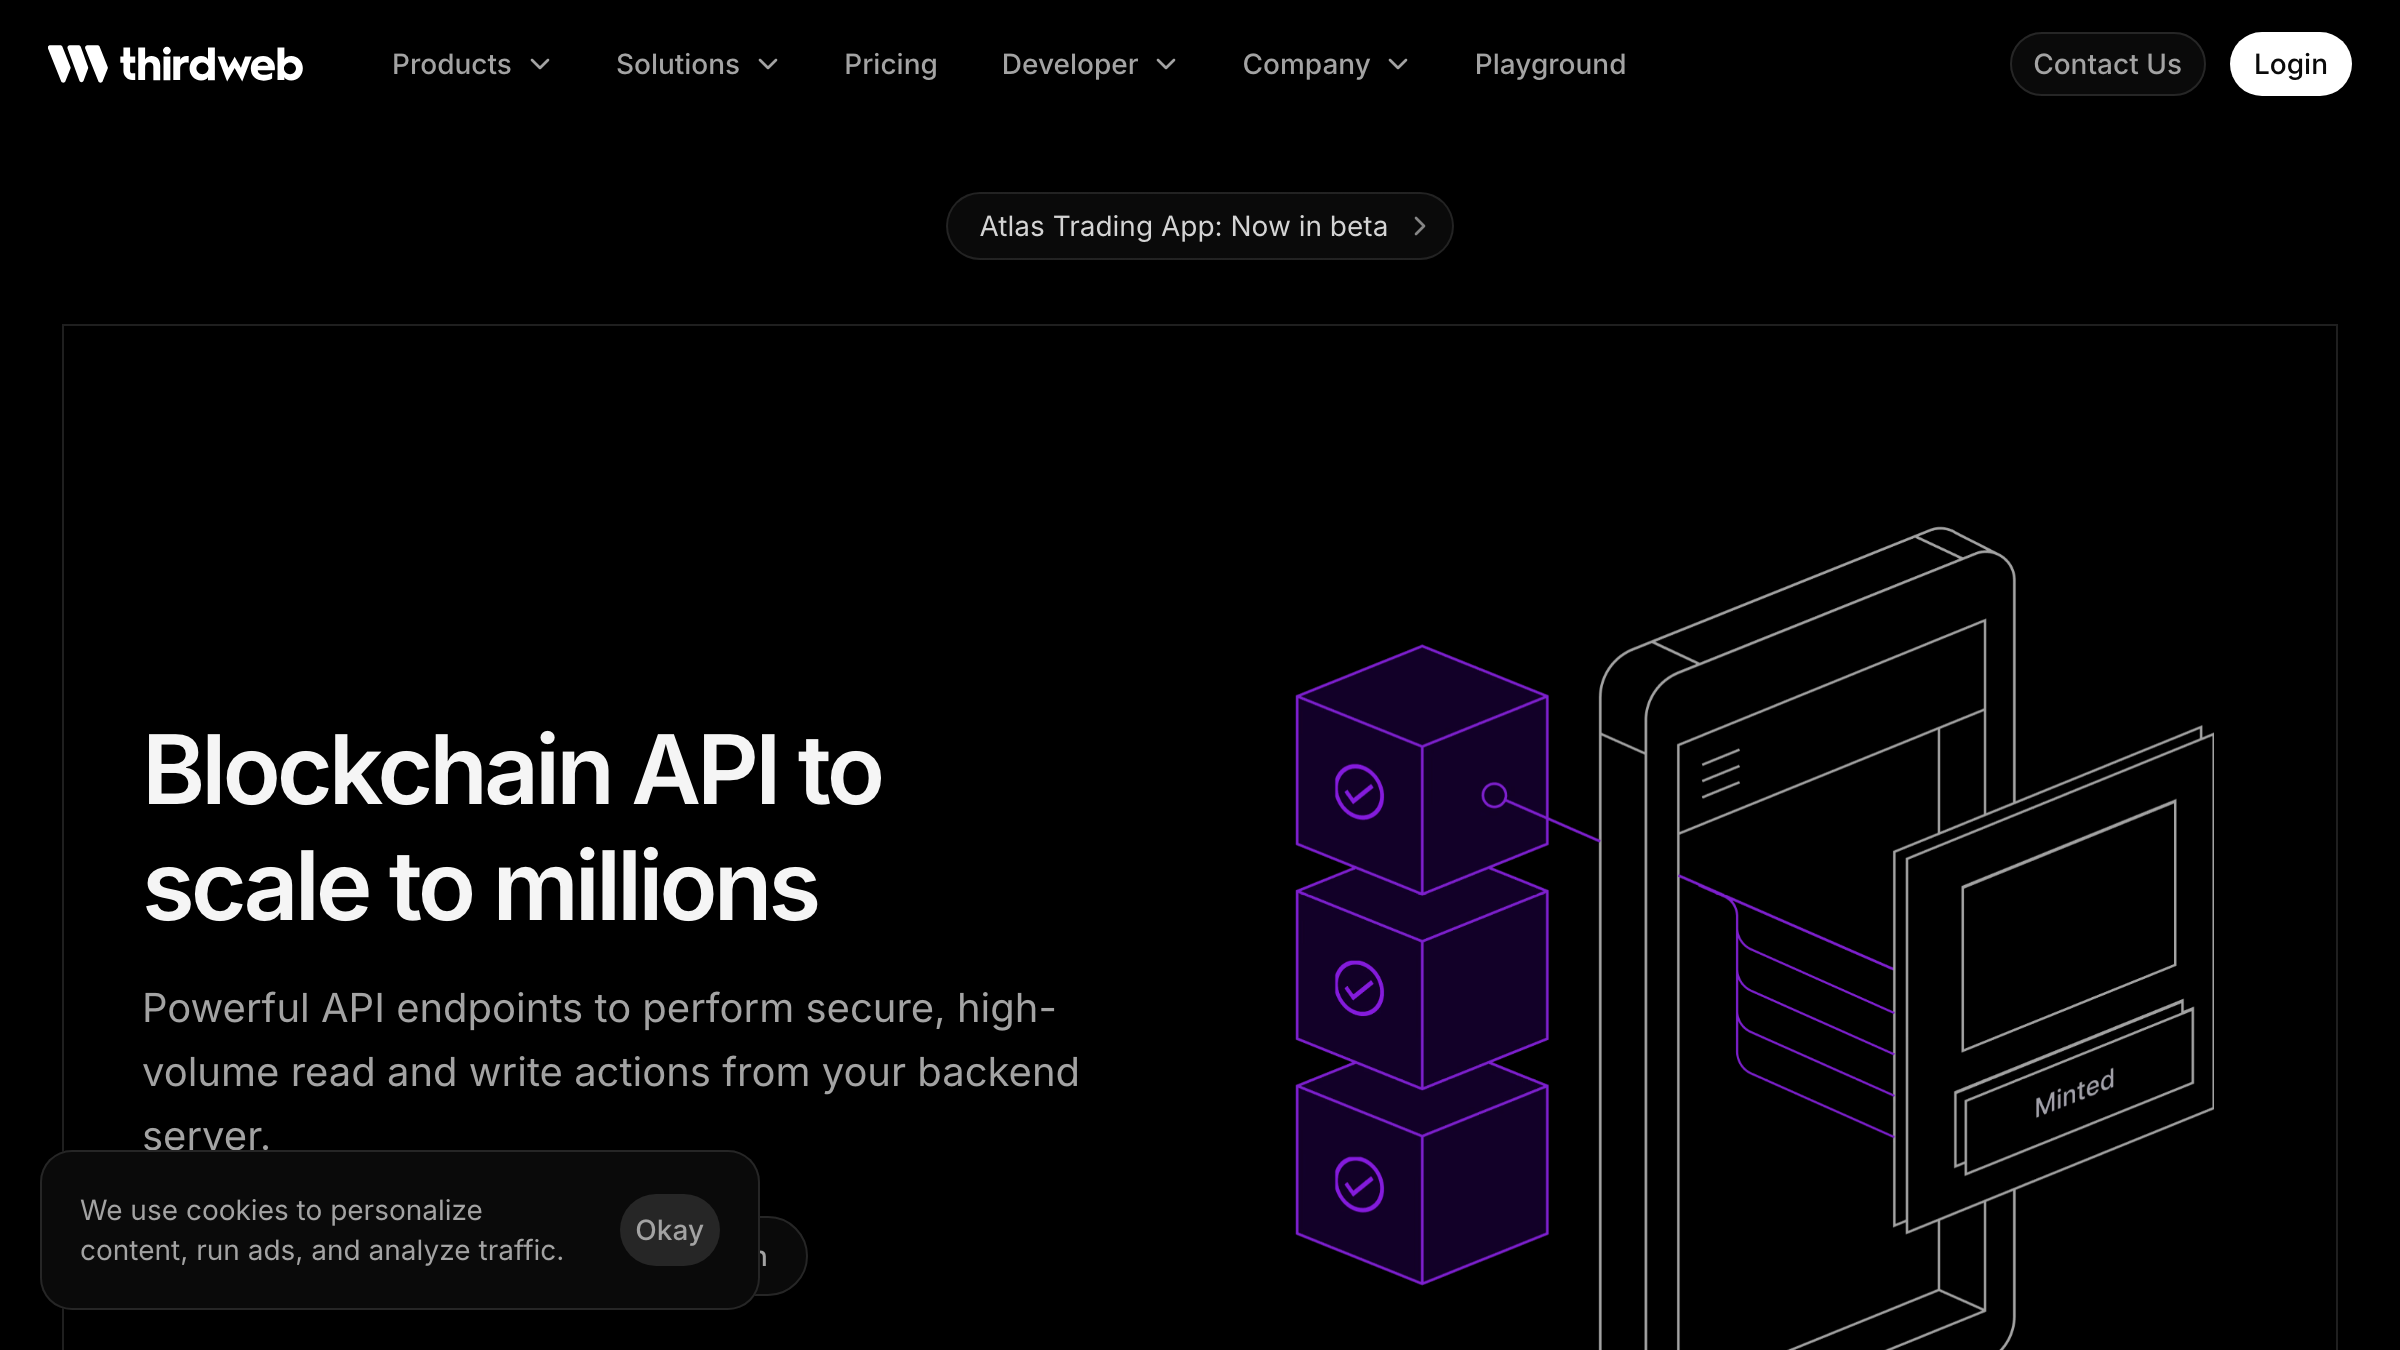 thirdweb
Products
Solutions
Pricing
Developer
Company
Playground
Contact Us
Login
Atlas Trading App: Now in beta
Blockchain API to
scale to millions
Powerful API endpoints to perform secure, high-
volume read and write actions from your backend
server.
Minted
We use cookies to personalize
content, run ads, and analyze traffic.
Okay